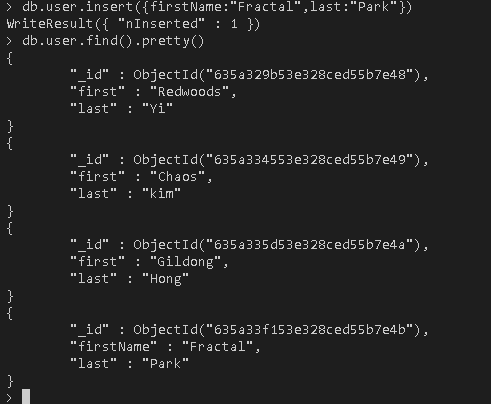 > db.user.insert({firstName:"Fractal",last:"Park"})
WriteResult({ "nInserted" : 1 })
> db.user.find().pretty()
{
        "_id" : ObjectId("635a329b53e328ced55b7e48"),
        "first" : "Redwoods",
        "last" : "Yi"
}
{
        "_id" : ObjectId("635a334553e328ced55b7e49"),
        "first" : "Chaos",
        "last" : "kim"
}
{
        "_id" : ObjectId("635a335d53e328ced55b7e4a"),
        "first" : "Gildong",
        "last" : "Hong"
}
{
        "_id" : ObjectId("635a33f153e328ced55b7e4b"),
        "firstName" : "Fractal",
        "last" : "Park"
}
>